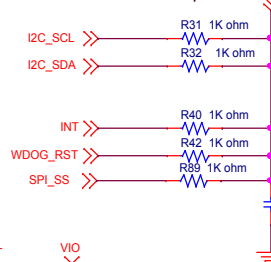 R31 1K ohm
I2C_SCL
R32 1K ohm
I2C_SDA
R40 1K ohm
INT
R42 1K ohm
WDOG_RST
R89 1K ohm
SPI_SS
VIO